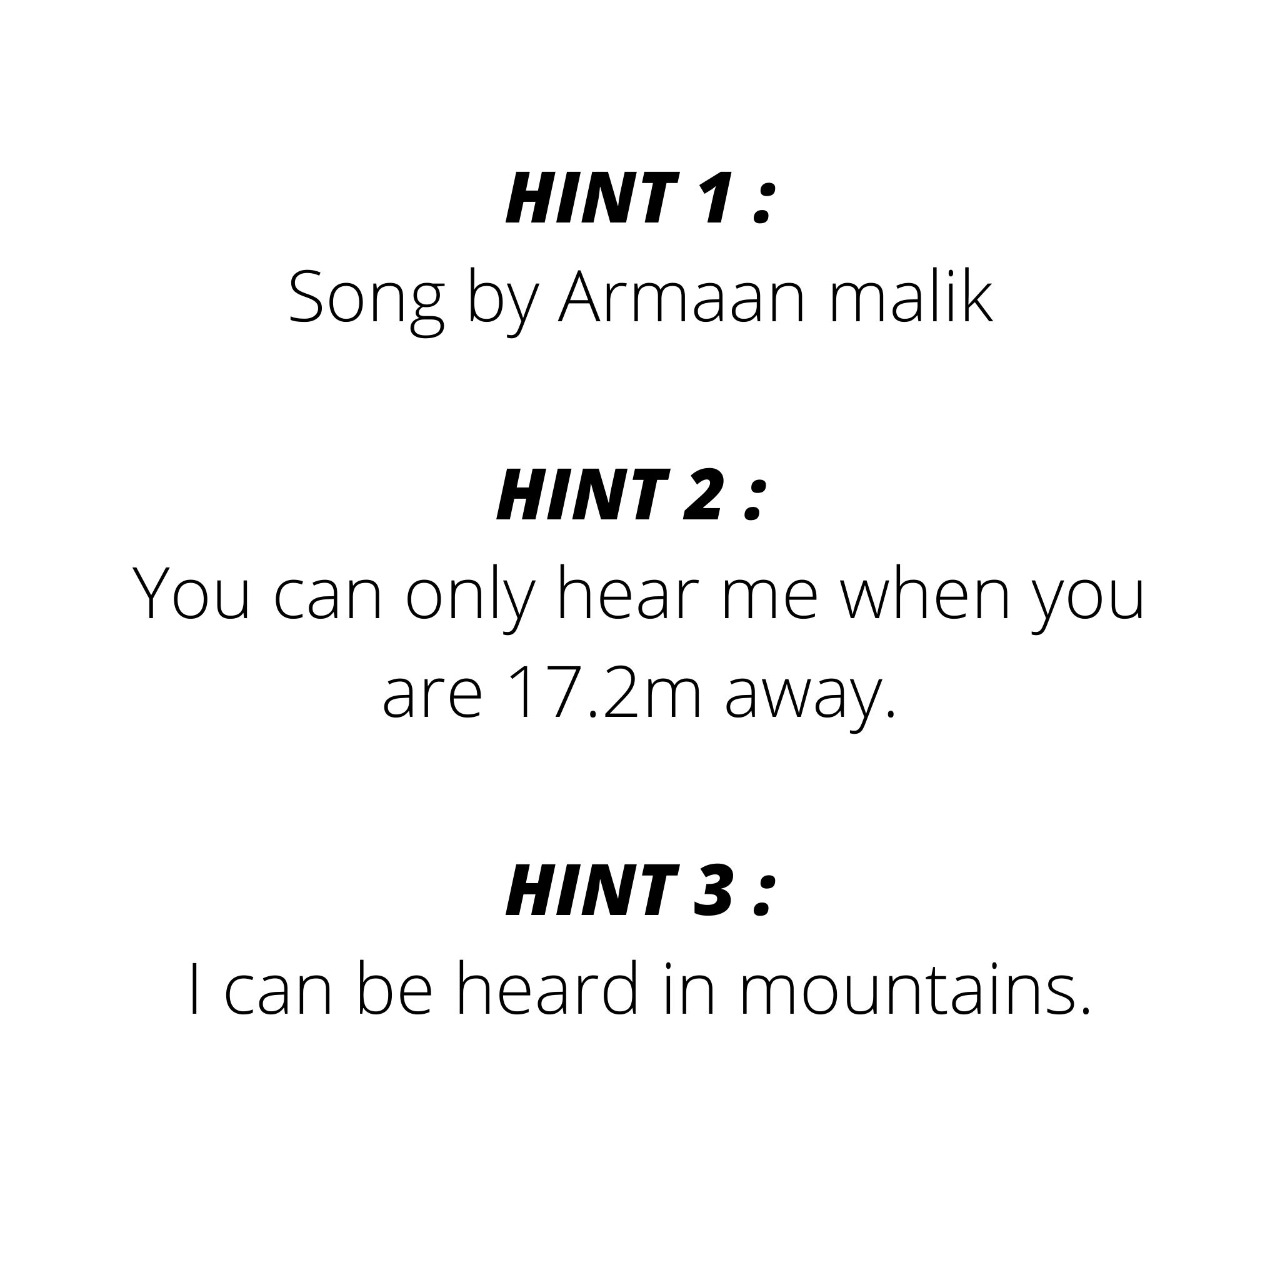 HINT 1 :
Song by Armaan malik
HINT 2 :
You can only hear me when you
are 17.2m away.
HINT 3 :
I can be heard in mountains.